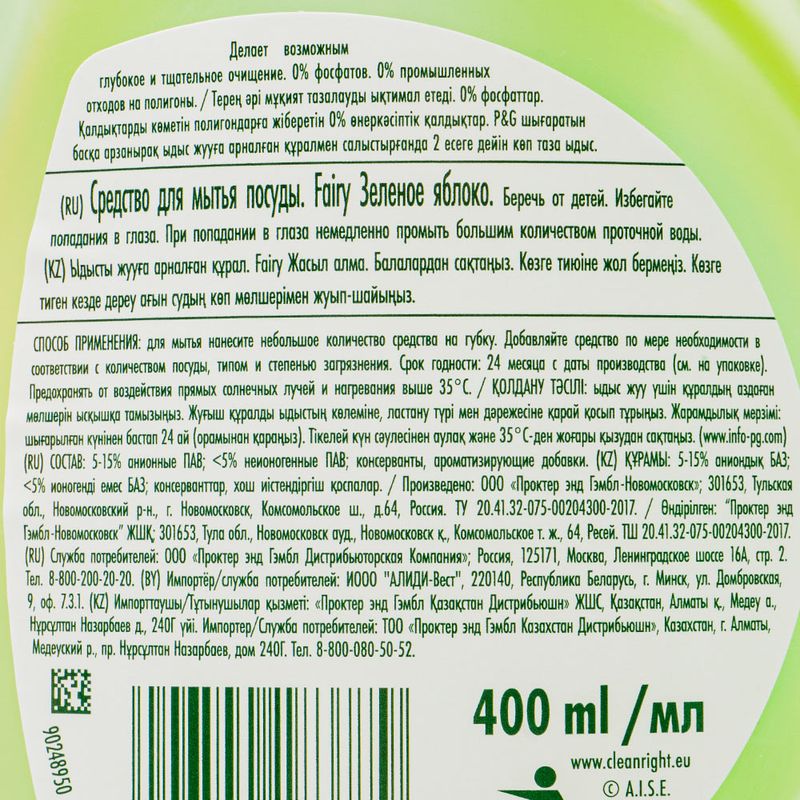 Делает возможным
глубокое и тщательное очищение. 0% фосфатов. 0% промышленных
отходов на полигоны. / Терең әрі мұқият тазалауды ықтимал етеді. 0% фосфаттар.
Қалдықтарды көметін полигондарға жіберетін 0% өнеркәсіптік қалдықтар. P&G шығаратын
басқа арзанырақ ыдыс жууға арналған құралмен салыстырғанда 2 есеге дейін көп таза ыдыс.
(RU) Средство для мытья посуды. Fairy Зеленое яблоко. Беречь от детей. Избегайте
попадания в глаза. При попадании в глаза немедленно промыть большим количеством проточной воды.
(KZ) Ыдысты жууға арналған құрал. Fairy Жасыл алма. Балалардан сақтаңыз. Көзге тиюіне жол бермеңіз. Көзге
тиген кезде дереу ағын судың көп мөлшерімен жуып-шайыңыз.
СПОСОБ ПРИМЕНЕНИЯ: для мытья нанесите небольшое количество средства на губку. Добавляйте средство по мере необходимости в
соответствии с количеством посуды, типом и степенью загрязнения. Срок годности: 24 месяца с даты производства (см. на упаковке).
Предохранять от воздействия прямых солнечных лучей и нагревания выше 35°C. / ҚОЛДАНУ ТӘСІЛІ: ыдыс жуу үшін құралдың аздаған
мөлшерін ысқышқа тамызыңыз. Жуғыш құралды ыдыстың көлеміне, ластану түрі мен дәрежесіне қарай қосып тұрыңыз. Жарамдылық мерзімі:
шығарылған күнінен бастап 24 ай (орамынан қараңыз). Тікелей күн сәулесінен аулақ және 35°C-ден жоғары қызудан сақтаңыз. (www.info-pg.com)
(RU) СОСТАВ: 5-15% анионные ПАВ; <5% неионогенные ПАВ; консерванты, ароматизирующие добавки. (KZ) ҚҰРАМЫ: 5-15% аниондық БАЗ;
<5% ионогенді емес БАЗ; консерванттар, хош иістендіргіш қоспалар. / Произведено: ООО «Проктер энд Гэмбл-Новомосковск»; 301653, Тульская
обл., Новомосковский р-н., г. Новомосковск, Комсомольское ш., д.64, Россия. ТУ 20.41.32-075-00204300-2017. / Өндірілген: "Проктер энд
Гэмбл-Новомосковск" ЖШҚ; 301653, Тула обл., Новомосковск ауд., Новомосковск қ., Комсомольское т. ж., 64, Ресей. ТШ 20.41.32-075-00204300-2017.
(RU) Служба потребителей: ООО «Проктер энд Гэмбл Дистрибьюторская Компания»; Россия, 125171, Москва, Ленинградское шоссе 16А, стр. 2.
Тел. 8-800-200-20-20. (BY) Импортёр/служба потребителей: ИООО "АЛИДИ-Вест", 220140, Республика Беларусь, г. Минск, ул. Домбровская,
9, оф. 7.3.1. (KZ) Импорттаушы/Тұтынушылар қызметі: «Проктер энд Гэмбл Қазақстан Дистрибьюшн» ЖШС, Қазақстан, Алматы қ., Медеу а.,
Нұрсұлтан Назарбаев д., 240Г үйі. Импортер/Служба потребителей: ТОО «Проктер энд Гэмбл Казахстан Дистрибьюшн», Казахстан, г. Алматы,
Медеуский р., пр. Нұрсұлтан Назарбаев, дом 240Г. Тел. 8-800-080-50-52.
90248950
400 ml /мл
www.cleanright.eu
© A.I.S.E.